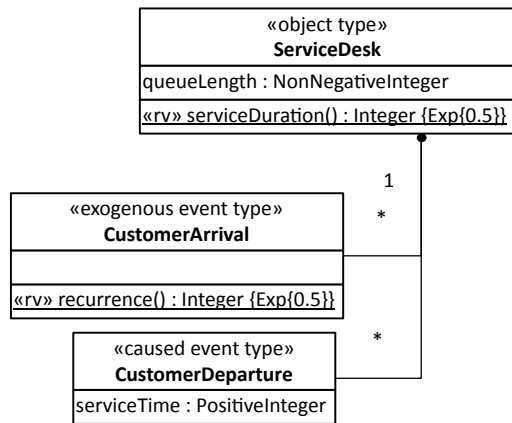 «object type»
ServiceDesk
queueLength : NonNegativeInteger
«rv» serviceDuration() : Integer {Exp{0.5}}
1
«exogenous event type»
*
CustomerArrival
«rv» recurrence() : Integer {Exp{0.5}}
*
«caused event type»
CustomerDeparture
serviceTime : PositiveInteger